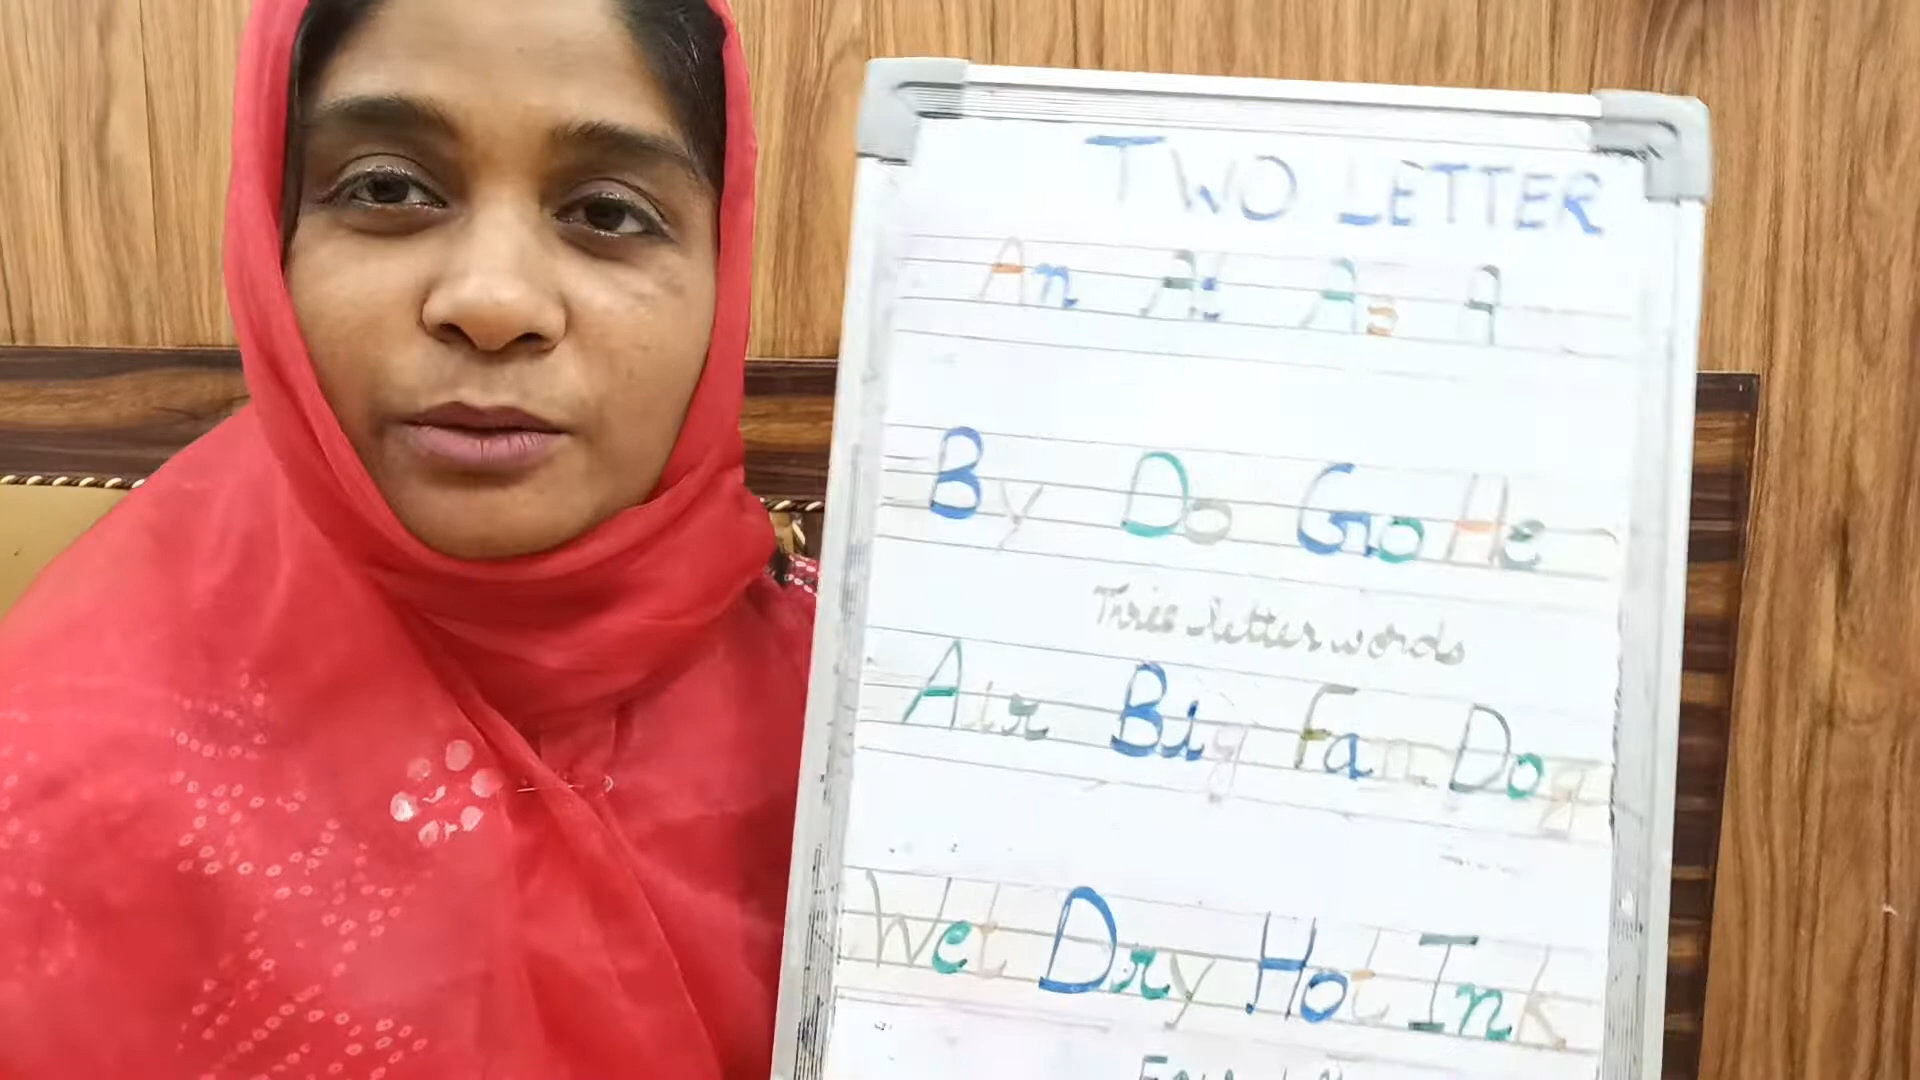 TWO LETTER
An At As A
By Do Go He
Three letter words
Air Big Fan Dog
Wet Dry Hot Ink